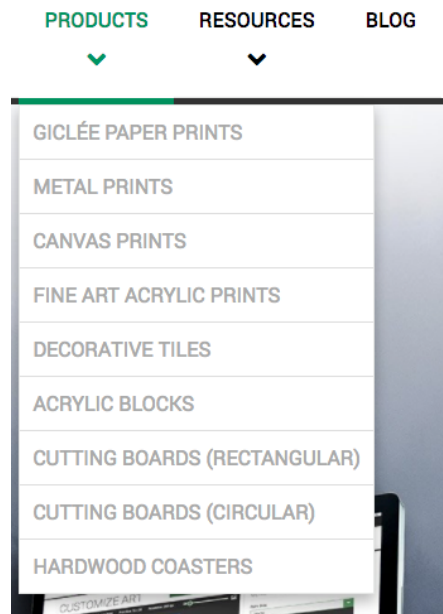 PRODUCTS RESOURCES BLOG
GICLÉE PAPER PRINTS
METAL PRINTS
CANVAS PRINTS
FINE ART ACRYLIC PRINTS
DECORATIVE TILES
ACRYLIC BLOCKS
CUTTING BOARDS (RECTANGULAR)
CUTTING BOARDS (CIRCULAR)
HARDWOOD COASTERS
CUSTOMIZE ART